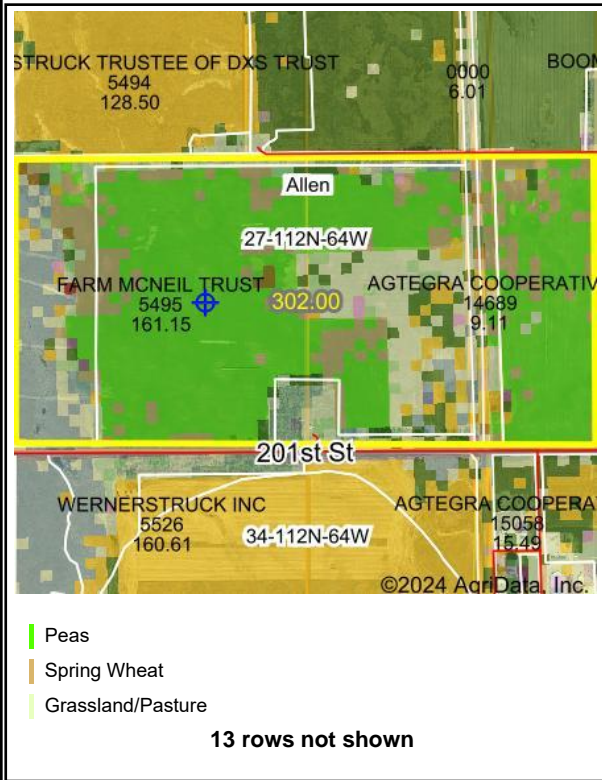 STRUCK TRUSTEE OF DXS TRUST
5494
128.50
0000
6.01
BOOM
Allen
27-112N-64W
FARM MCNEIL TRUST
5495
161.15
302.00
AGTEGRA COOPERATIV
14689
9.11
201st St
WERNERSTRUCK INC
5526
160.61
34-112N-64W
AGTEGRA COOPERA
15058
15.49
©2024 AgriData, Inc.
Peas
Spring Wheat
Grassland/Pasture
13 rows not shown